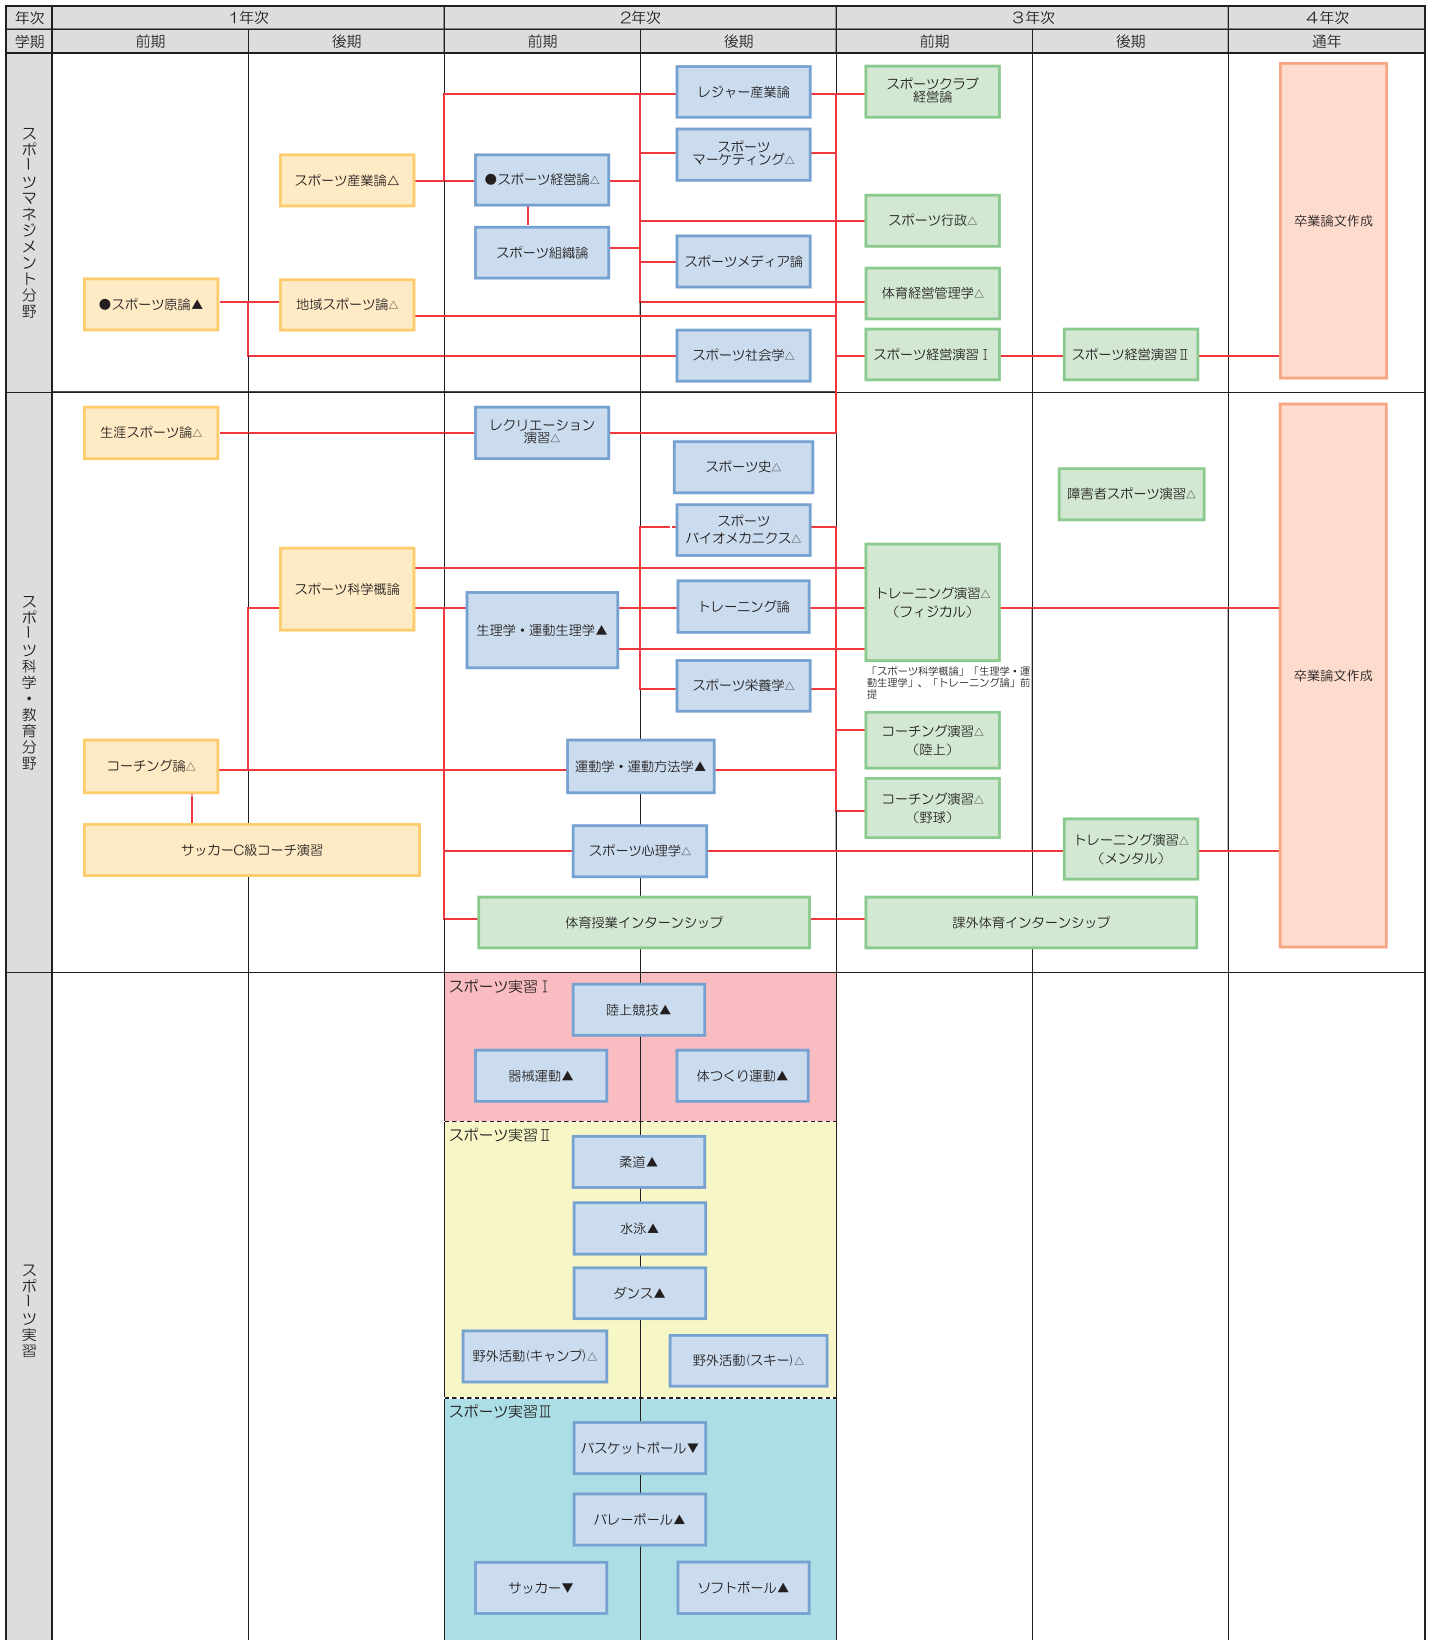 年次
1年次
2年次
3年次
4年次
学期
前期
後期
前期
後期
前期
後期
通年
スポーツマネジメント分野
レジャー産業論
スポーツクラブ
経営論
スポーツ
マーケティング△
スポーツ産業論△
●スポーツ経営論△
スポーツ行政△
卒業論文作成
スポーツ組織論
スポーツメディア論
体育経営管理学△
●スポーツ原論▲
地域スポーツ論△
スポーツ社会学△
スポーツ経営演習Ⅰ
スポーツ経営演習Ⅱ
スポーツ科学・教育分野
生涯スポーツ論△
レクリエーション
演習△
スポーツ史△
障害者スポーツ演習△
スポーツ
バイオメカニクス△
スポーツ科学概論
トレーニング論
トレーニング演習△
（フィジカル）
生理学・運動生理学▲
「スポーツ科学概論」「生理学・運
動生理学」、「トレーニング論」前
提
スポーツ栄養学△
卒業論文作成
コーチング演習△
（陸上）
コーチング論△
運動学・運動方法学▲
コーチング演習△
（野球）
サッカーC級コーチ演習
スポーツ心理学△
トレーニング演習△
（メンタル）
体育授業インターンシップ
課外体育インターンシップ
スポーツ実習
スポーツ実習Ⅰ
陸上競技▲
器械運動▲
体つくり運動▲
スポーツ実習Ⅱ
柔道▲
水泳▲
ダンス▲
野外活動(キャンプ)△
野外活動(スキー)△
スポーツ実習Ⅲ
バスケットボール▼
バレーボール▲
サッカー▼
ソフトボール▲